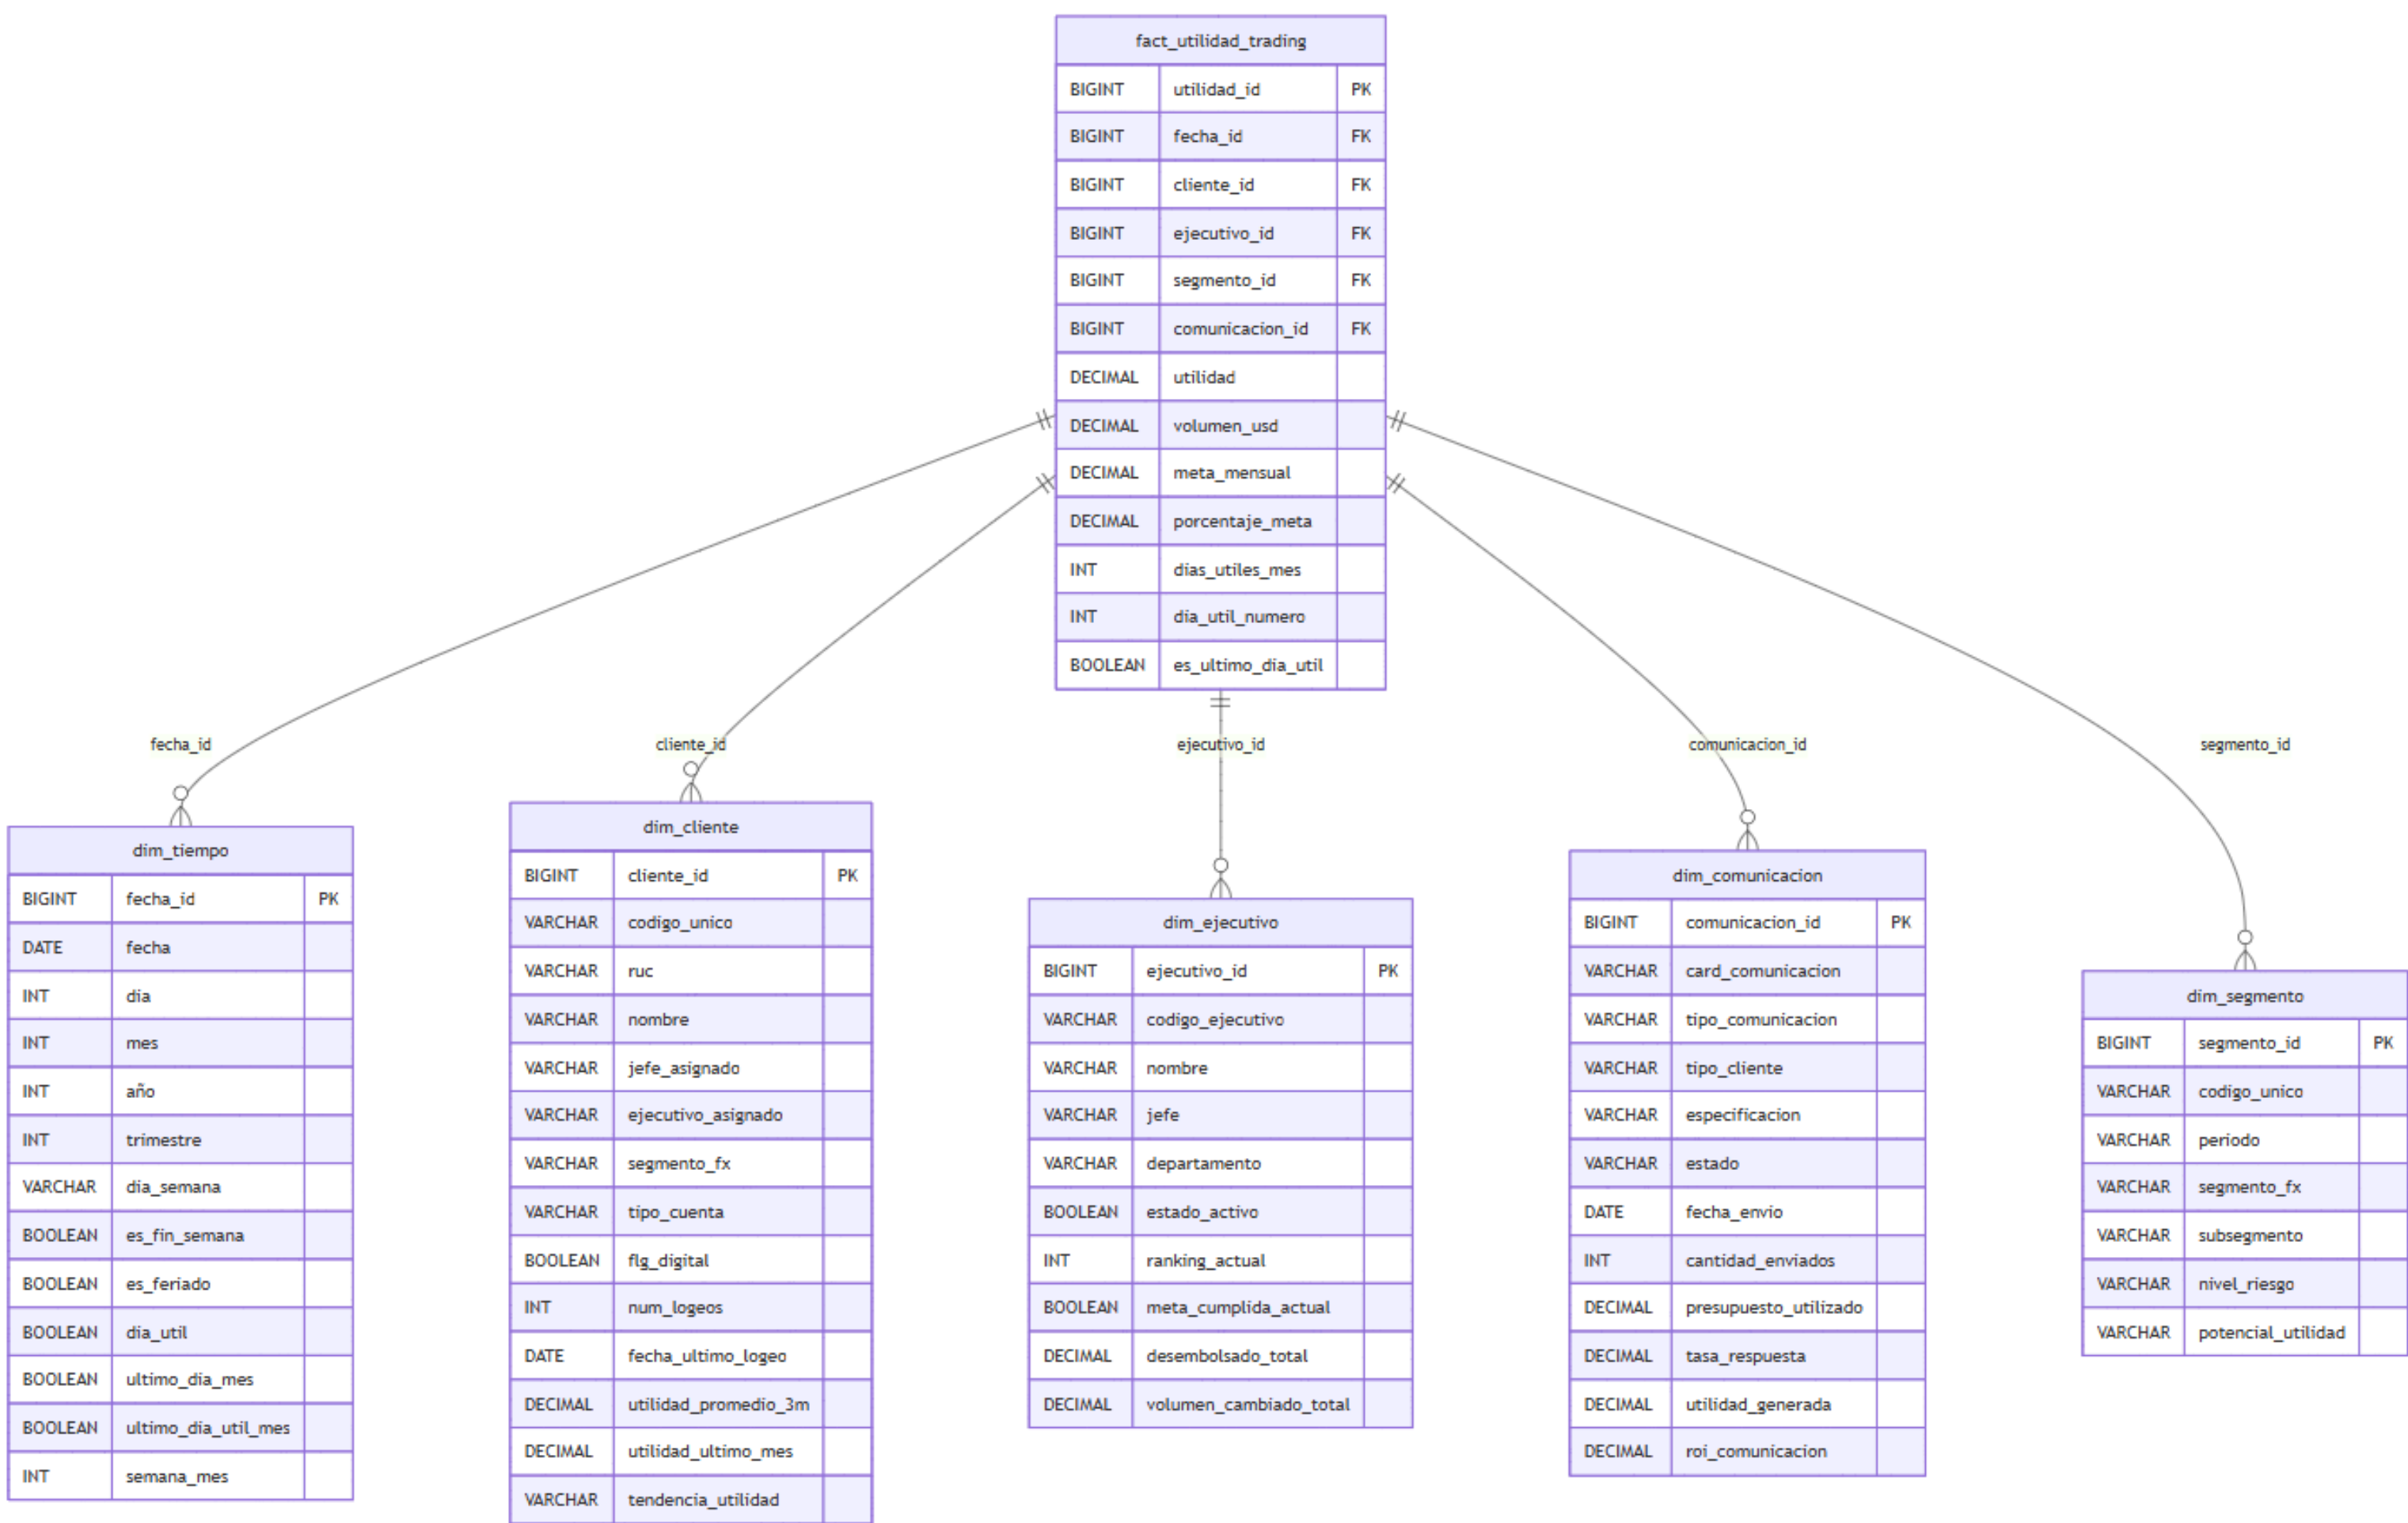 fact_utilidad_trading
BIGINT utilidad_id PK
BIGINT fecha_id FK
BIGINT cliente_id FK
BIGINT ejecutivo_id FK
BIGINT segmento_id FK
BIGINT comunicacion_id FK
DECIMAL utilidad
DECIMAL volumen_usd
DECIMAL meta_mensual
DECIMAL porcentaje_meta
INT dias_utiles_mes
INT dia_util_numero
BOOLEAN es_ultimo_dia_util
fecha_id
cliente_id
ejecutivo_id
comunicacion_id
segmento_id
dim_tiempo
BIGINT fecha_id PK
DATE fecha
INT dia
INT mes
INT año
INT trimestre
VARCHAR dia_semana
BOOLEAN es_fin_semana
BOOLEAN es_feriado
BOOLEAN dia_util
BOOLEAN ultimo_dia_mes
BOOLEAN ultimo_dia_util_mes
INT semana_mes
dim_cliente
BIGINT cliente_id PK
VARCHAR codigo_unico
VARCHAR ruc
VARCHAR nombre
VARCHAR jefe_asignado
VARCHAR ejecutivo_asignado
VARCHAR segmento_fx
VARCHAR tipo_cuenta
BOOLEAN flg_digital
INT num_logeos
DATE fecha_ultimo_logeo
DECIMAL utilidad_promedio_3m
DECIMAL utilidad_ultimo_mes
VARCHAR tendencia_utilidad
dim_ejecutivo
BIGINT ejecutivo_id PK
VARCHAR codigo_ejecutivo
VARCHAR nombre
VARCHAR jefe
VARCHAR departamento
BOOLEAN estado_activo
INT ranking_actual
BOOLEAN meta_cumplida_actual
DECIMAL desembolsado_total
DECIMAL volumen_cambiado_total
dim_comunicacion
BIGINT comunicacion_id PK
VARCHAR card_comunicacion
VARCHAR tipo_comunicacion
VARCHAR tipo_cliente
VARCHAR especificacion
VARCHAR estado
DATE fecha_envio
INT cantidad_enviados
DECIMAL presupuesto_utilizado
DECIMAL tasa_respuesta
DECIMAL utilidad_generada
DECIMAL roi_comunicacion
dim_segmento
BIGINT segmento_id PK
VARCHAR codigo_unico
VARCHAR periodo
VARCHAR segmento_fx
VARCHAR subsegmento
VARCHAR nivel_riesgo
VARCHAR potencial_utilidad